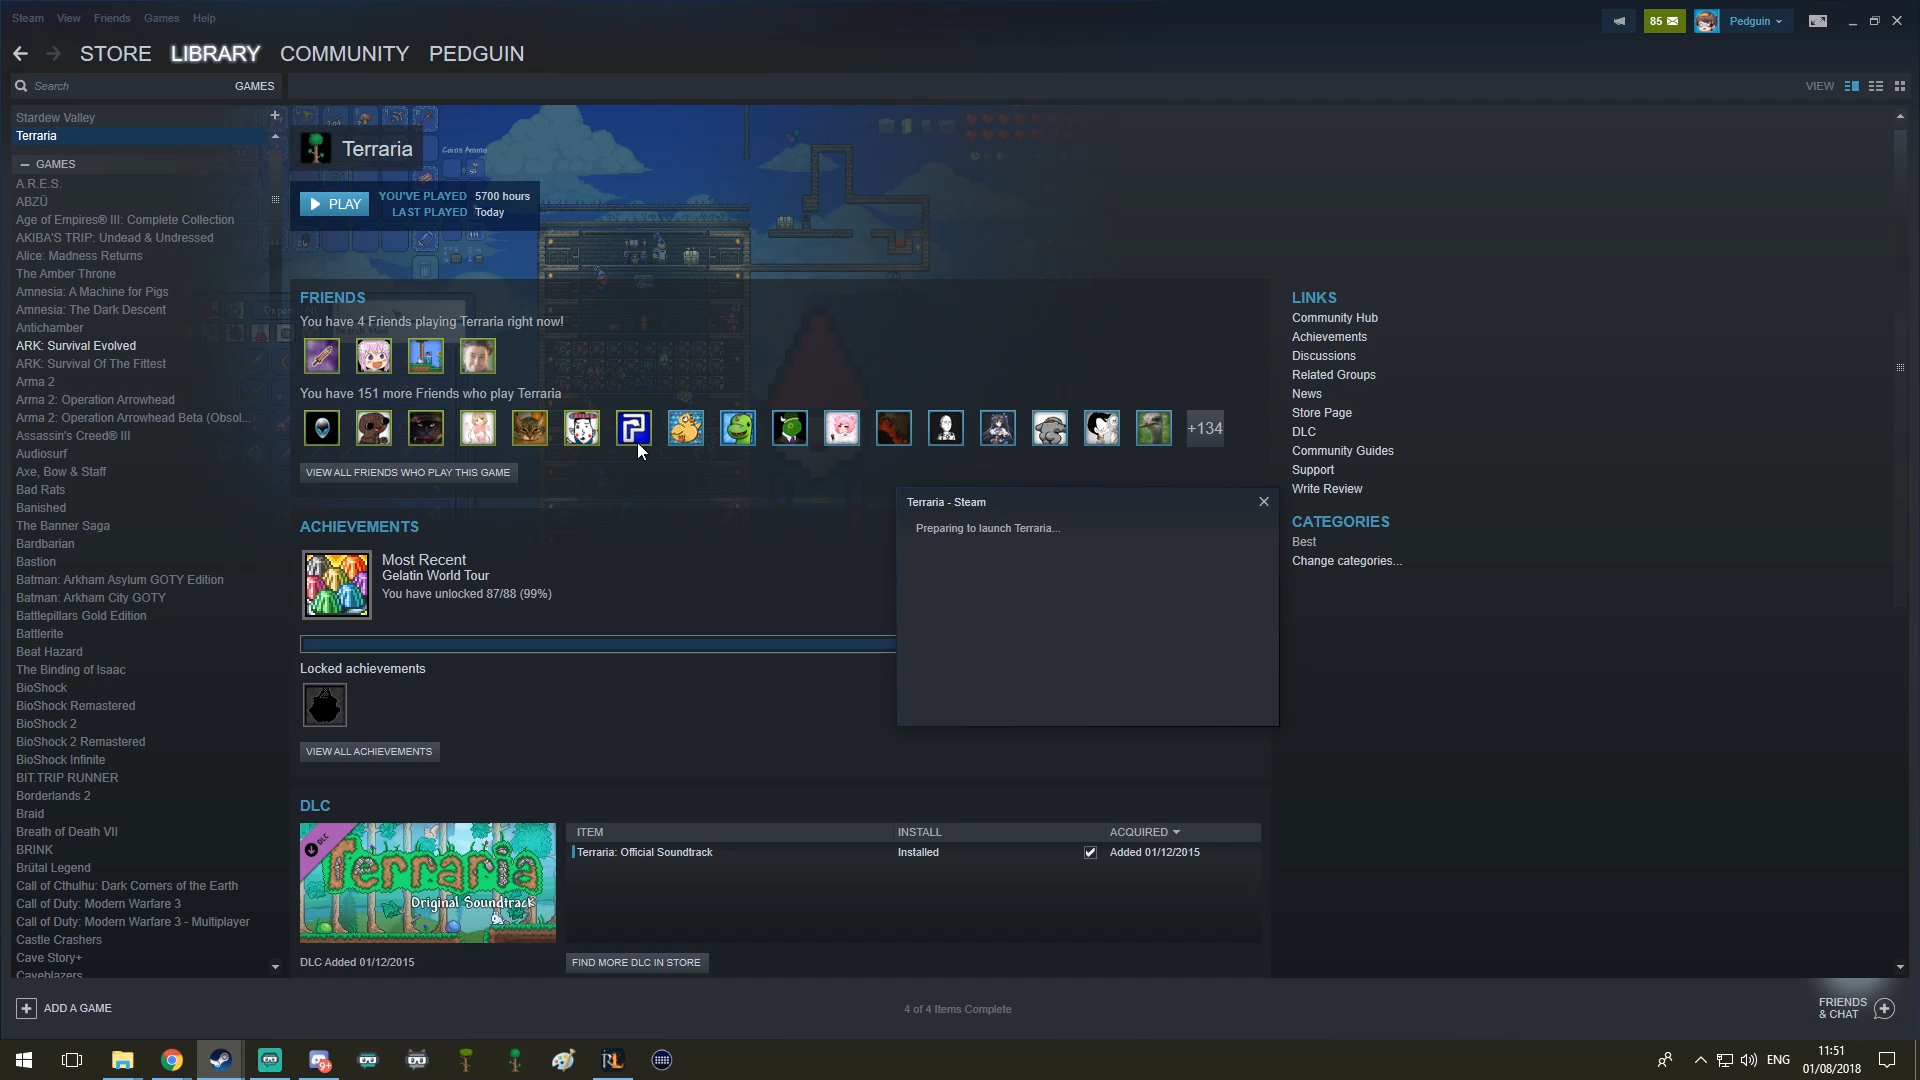 Steam View Friends Games Help
85
Pedguin
STORE LIBRARY COMMUNITY PEDGUIN
Search GAMES
VIEW
Stardew Valley
Terraria
GAMES
A.R.E.S.
ABZÛ
Age of Empires® III: Complete Collection
AKIBA'S TRIP: Undead & Undressed
Alice: Madness Returns
The Amber Throne
Amnesia: A Machine for Pigs
Amnesia: The Dark Descent
Antichamber
ARK: Survival Evolved
ARK: Survival Of The Fittest
Arma 2
Arma 2: Operation Arrowhead
Arma 2: Operation Arrowhead Beta (Obsol...
Assassin's Creed® III
Audiosurf
Axe, Bow & Staff
Bad Rats
Banished
The Banner Saga
Bardbarian
Bastion
Batman: Arkham Asylum GOTY Edition
Batman: Arkham City GOTY
Battlepillars Gold Edition
Battlerite
Beat Hazard
The Binding of Isaac
BioShock
BioShock Remastered
BioShock 2
BioShock 2 Remastered
BioShock Infinite
BIT.TRIP RUNNER
Borderlands 2
Braid
Breath of Death VII
BRINK
Brütal Legend
Call of Cthulhu: Dark Corners of the Earth
Call of Duty: Modern Warfare 3
Call of Duty: Modern Warfare 3 - Multiplayer
Castle Crashers
Cave Story+
Caveblazers
Terraria
Coins Ammo
PLAY
YOU'VE PLAYED 5700 hours
LAST PLAYED Today
FRIENDS
You have 4 Friends playing Terraria right now!
You have 151 more Friends who play Terraria
+134
VIEW ALL FRIENDS WHO PLAY THIS GAME
ACHIEVEMENTS
Most Recent
Gelatin World Tour
You have unlocked 87/88 (99%)
Locked achievements
VIEW ALL ACHIEVEMENTS
Terraria - Steam
Preparing to launch Terraria...
DLC
DLC
Terraria
Original Soundtrack
DLC Added 01/12/2015
ITEM INSTALL ACQUIRED
Terraria: Official Soundtrack Installed Added 01/12/2015
FIND MORE DLC IN STORE
LINKS
Community Hub
Achievements
Discussions
Related Groups
News
Store Page
DLC
Community Guides
Support
Write Review
CATEGORIES
Best
Change categories...
ADD A GAME
4 of 4 Items Complete
FRIENDS
& CHAT
9+
RL
ENG
11:51
01/08/2018